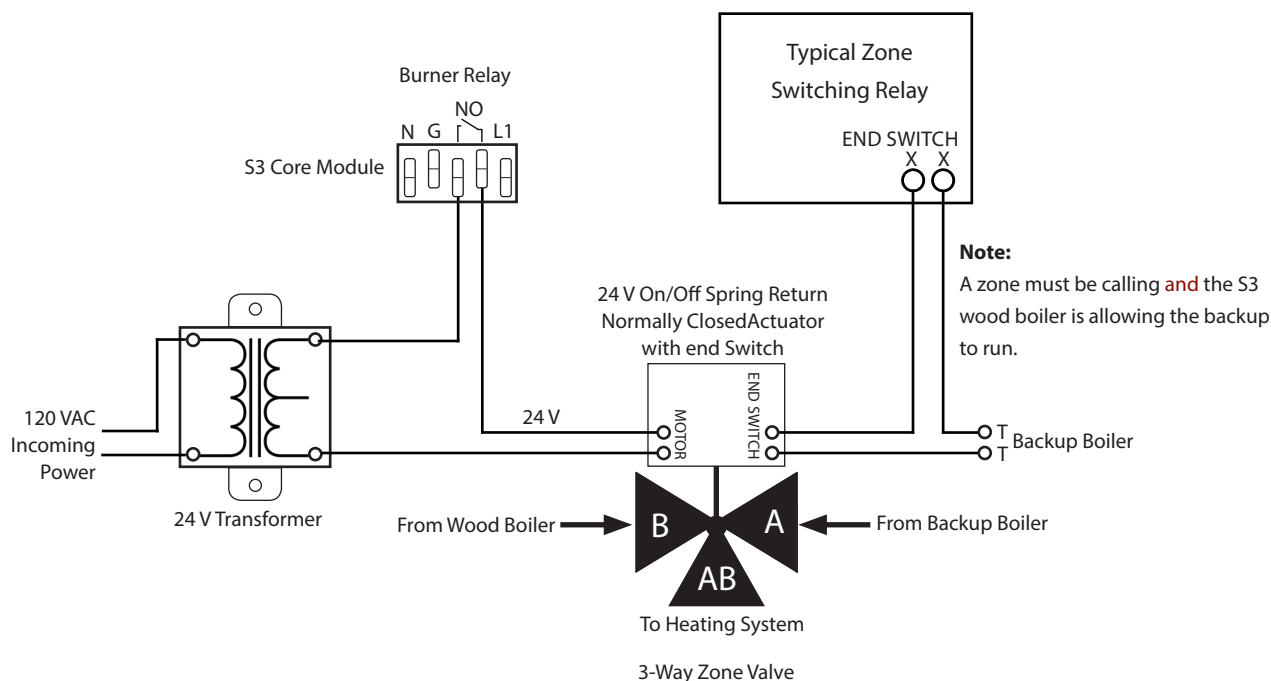 Typical Zone
Switching Relay
END SWITCH
X X
Burner Relay
NO
N G L1
S3 Core Module
Note:
A zone must be calling and the S3
wood boiler is allowing the backup
to run.
24 V On/Off Spring Return
Normally ClosedActuator
with end Switch
MOTOR
END SWITCH
24 V
120 VAC
Incoming
Power
T
T
Backup Boiler
24 V Transformer
From Wood Boiler
B
A
From Backup Boiler
AB
To Heating System
3-Way Zone Valve